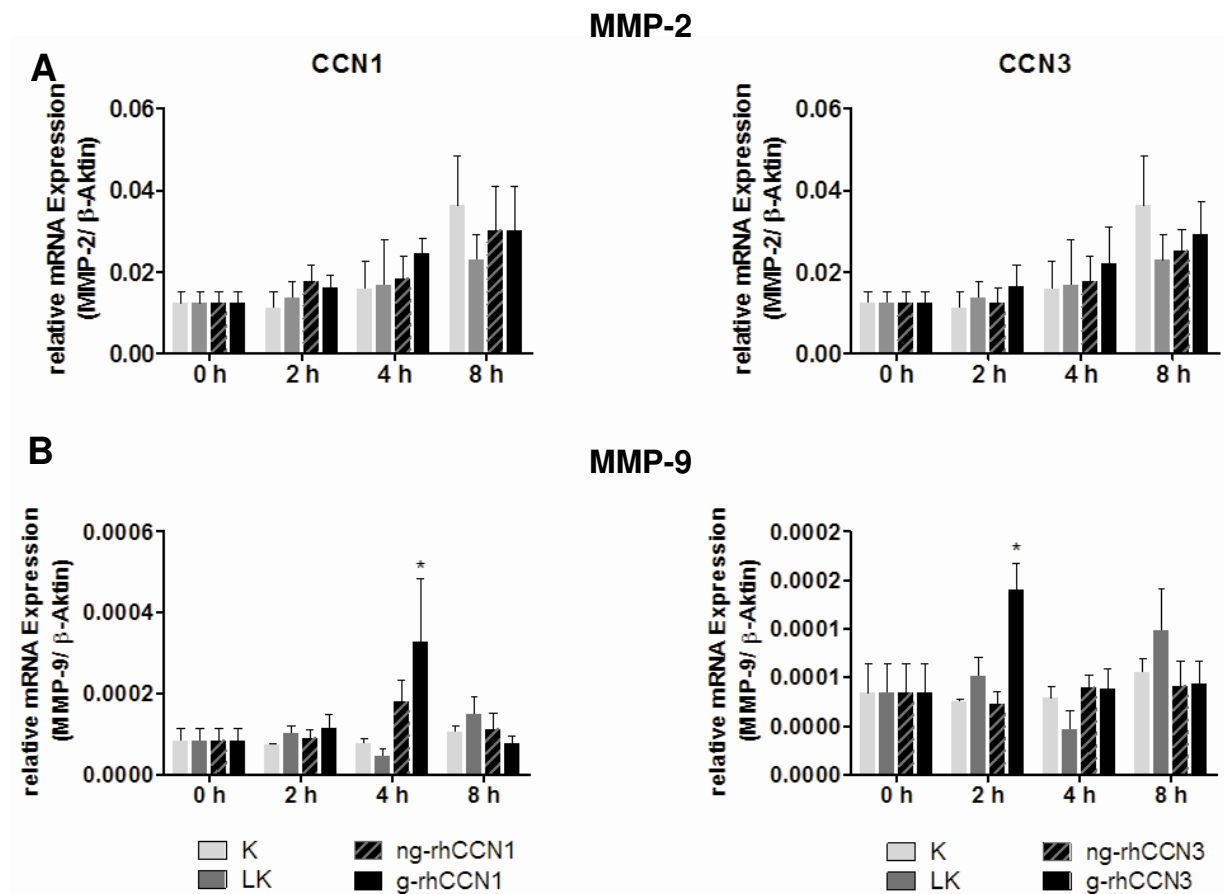 MMP-2
A
CCN1
CCN3
relative mRNA Expression
(MMP-2/ β-Aktin)
0.06
0.04
0.02
0.00
0 h
2 h
4 h
8 h
relative mRNA Expression
(MMP-2/ β-Aktin)
0.06
0.04
0.02
0.00
0 h
2 h
4 h
8 h
B
MMP-9
relative mRNA Expression
(MMP-9/ β-Aktin)
0.0006
0.0004
0.0002
0.0000
*
0 h
2 h
4 h
8 h
relative mRNA Expression
(MMP-9/ β-Aktin)
0.0002
0.0002
0.0001
0.0001
0.0000
0.0000
*
0 h
2 h
4 h
8 h
K
ng-rhCCN1
LK
g-rhCCN1
K
ng-rhCCN3
LK
g-rhCCN3